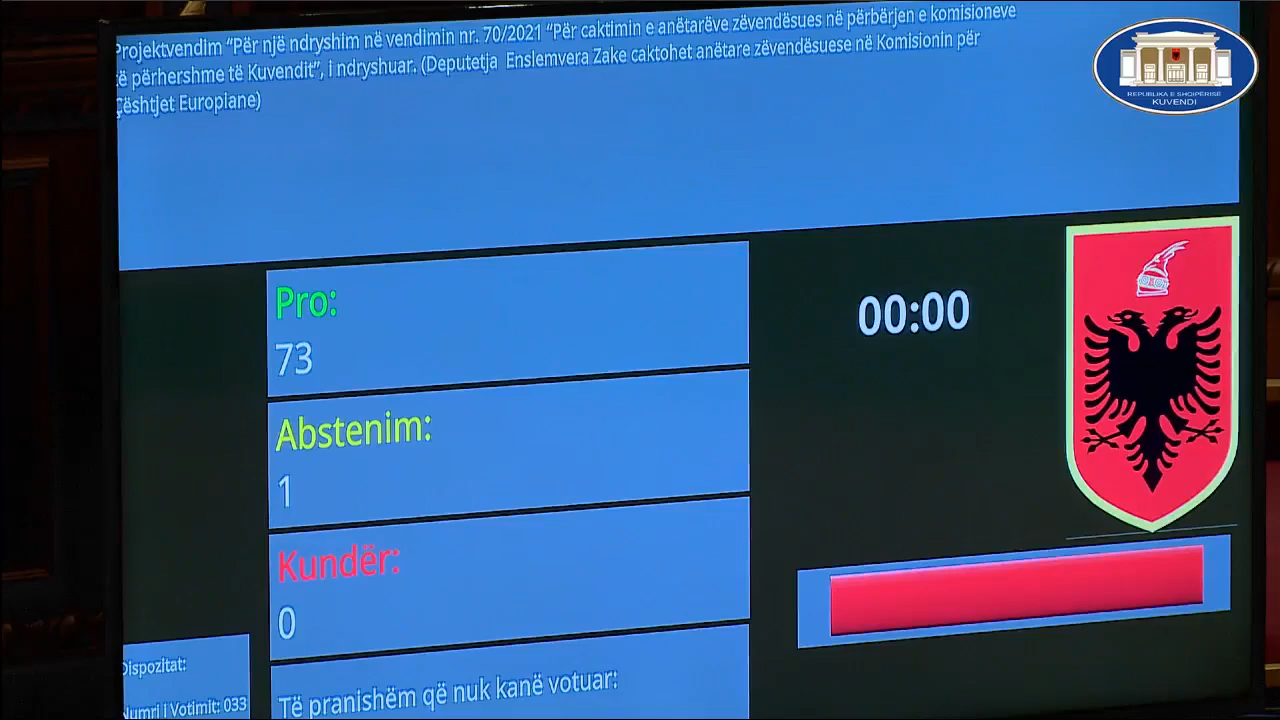 Projektvendim “Për një ndryshim në vendimin nr. 70/2021 “Për caktimin e anëtarëve zëvendësues në përbërjen e komisioneve
të përhershme të Kuvendit”, i ndryshuar. (Deputetja Enslemvera Zake caktohet anëtare zëvendësuese në Komisionin për
Çështjet Europiane)
REPUBLIKA E SHQIPËRISË
KUVENDI
Pro:
73
00:00
Abstenim:
1
Kundër:
0
Dispozitat:
Numri i Votimit: 033
Të pranishëm që nuk kanë votuar: